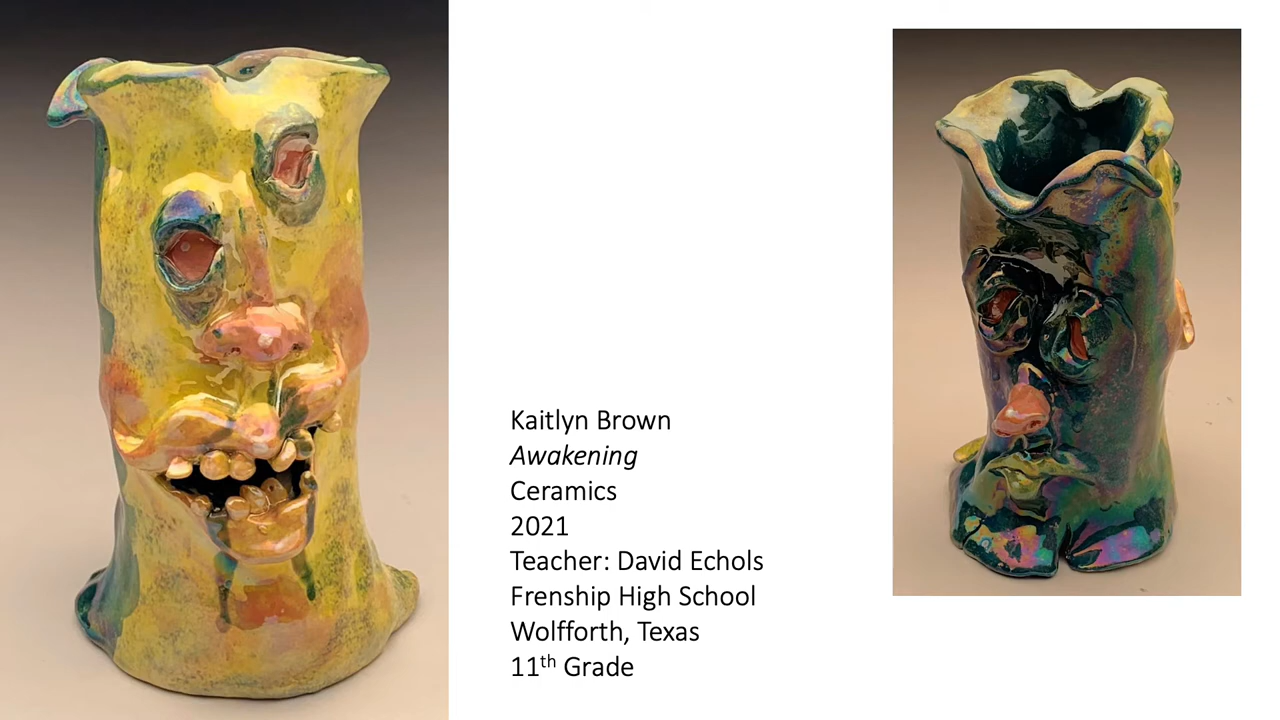 Kaitlyn Brown
Awakening
Ceramics
2021
Teacher: David Echols
Frenship High School
Wolfforth, Texas
11th Grade